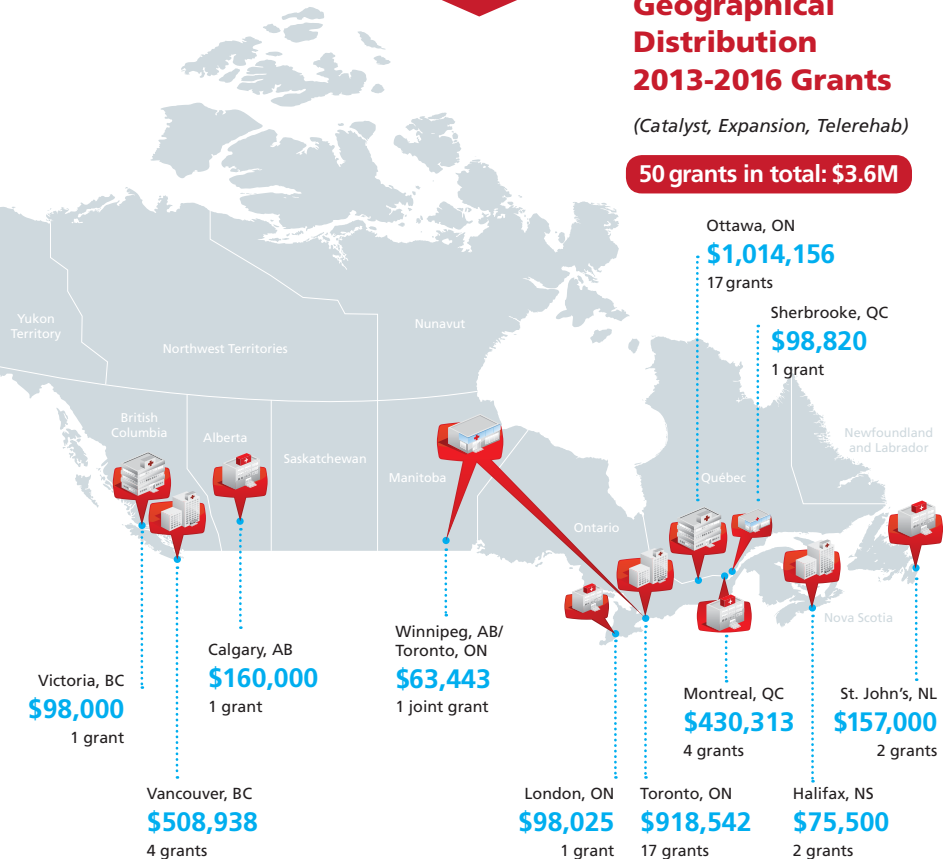 Geographical
Distribution
2013-2016 Grants
(Catalyst, Expansion, Telerehab)
50 grants in total: $3.6M
Ottawa, ON
$1,014,156
17 grants
Sherbrooke, QC
$98,820
1 grant
Yukon
Territory
Northwest Territories
Nunavut
British
Columbia
Alberta
Saskatchewan
Manitoba
Ontario
Québec
Newfoundland
and Labrador
Nova Scotia
Victoria, BC
$98,000
1 grant
Vancouver, BC
$508,938
4 grants
Calgary, AB
$160,000
1 grant
Winnipeg, AB/
Toronto, ON
$63,443
1 joint grant
London, ON
$98,025
1 grant
Toronto, ON
$918,542
17 grants
Montreal, QC
$430,313
4 grants
Halifax, NS
$75,500
2 grants
St. John’s, NL
$157,000
2 grants